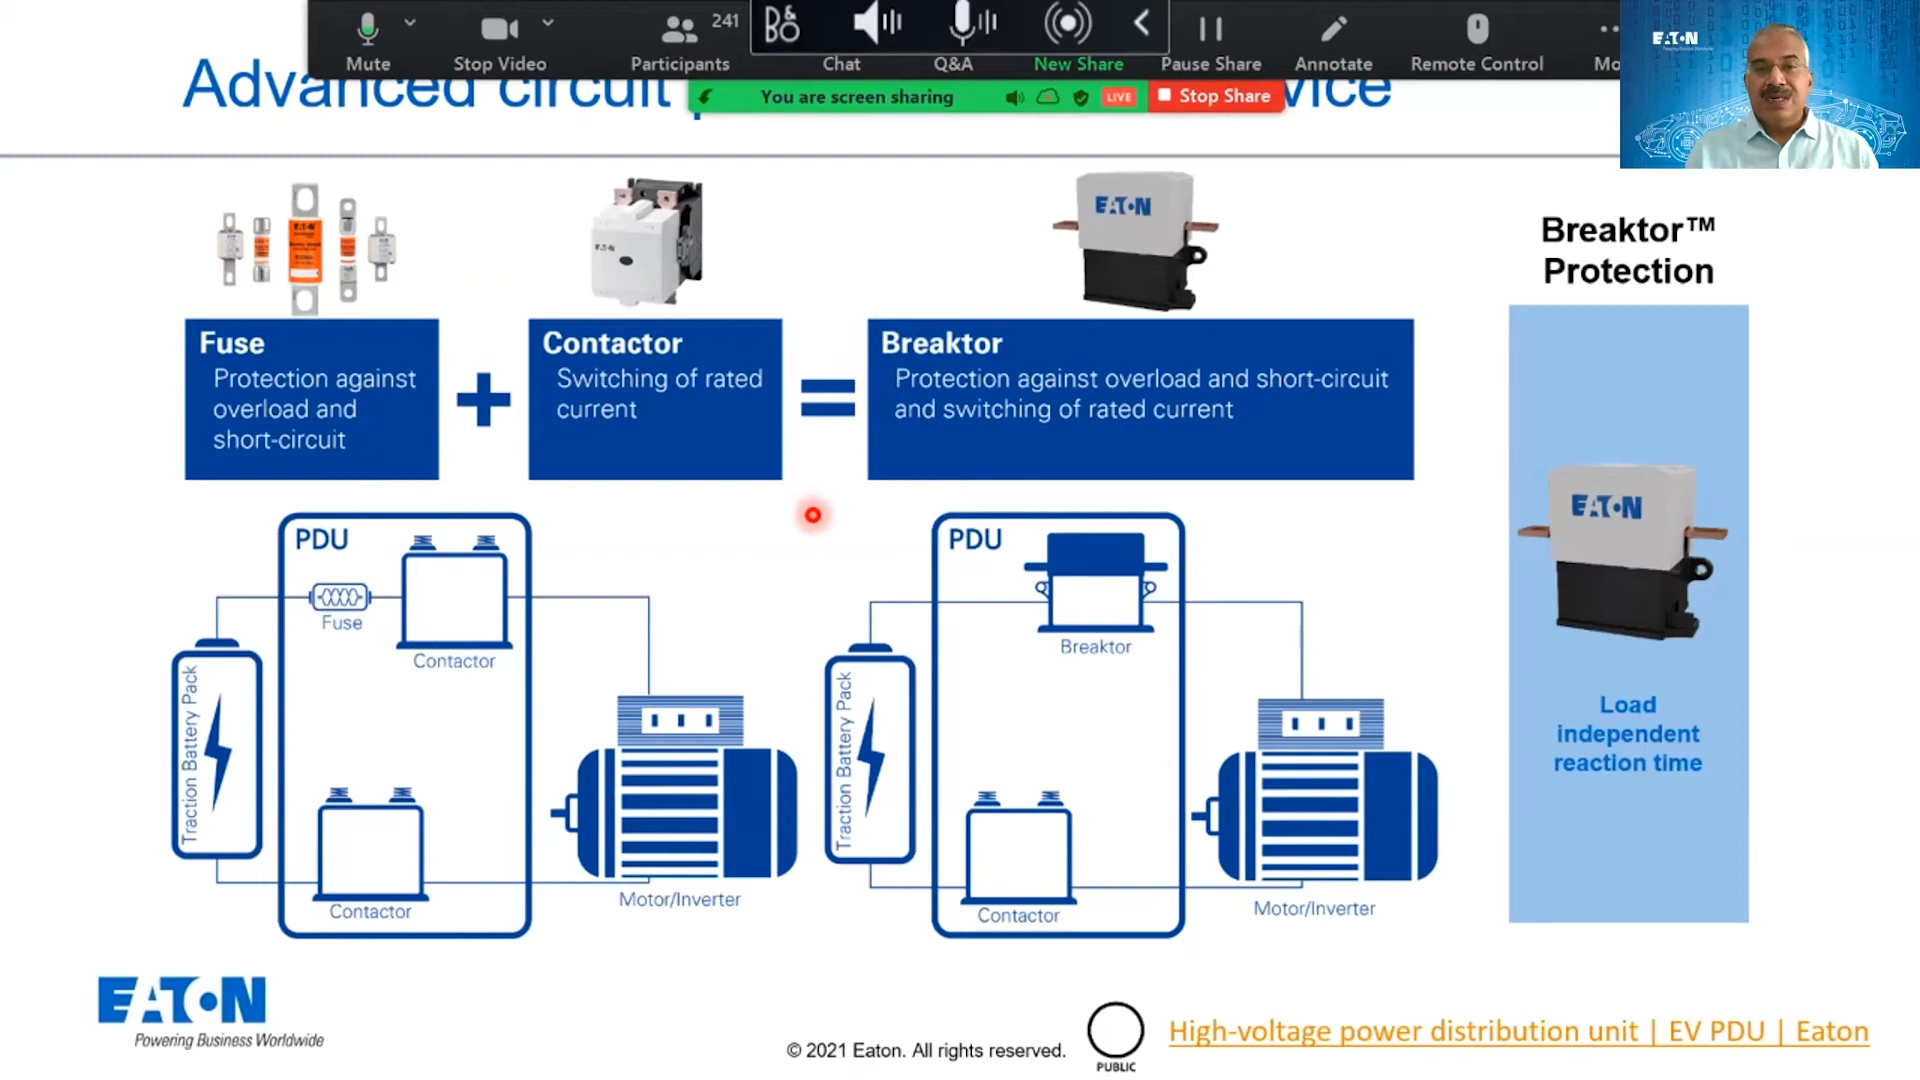 Mute
Stop Video
Participants
241
B&O
Chat
Q&A
New Share
Pause Share
Annotate
Remote Control
Mo
You are screen sharing
LIVE
Stop Share
EATON
Advanced circuit
vice
Fuse
Protection against
overload and
short-circuit
+
Contactor
Switching of rated
current
=
EATON
Breaktor
Protection against overload and short-circuit
and switching of rated current
Breaktor™
Protection
EATON
Load
independent
reaction time
PDU
Fuse
Contactor
Traction Battery Pack
Contactor
Motor/Inverter
PDU
Breaktor
Traction Battery Pack
Contactor
Motor/Inverter
EATON
Powering Business Worldwide
© 2021 Eaton. All rights reserved.
PUBLIC
High-voltage power distribution unit | EV PDU | Eaton